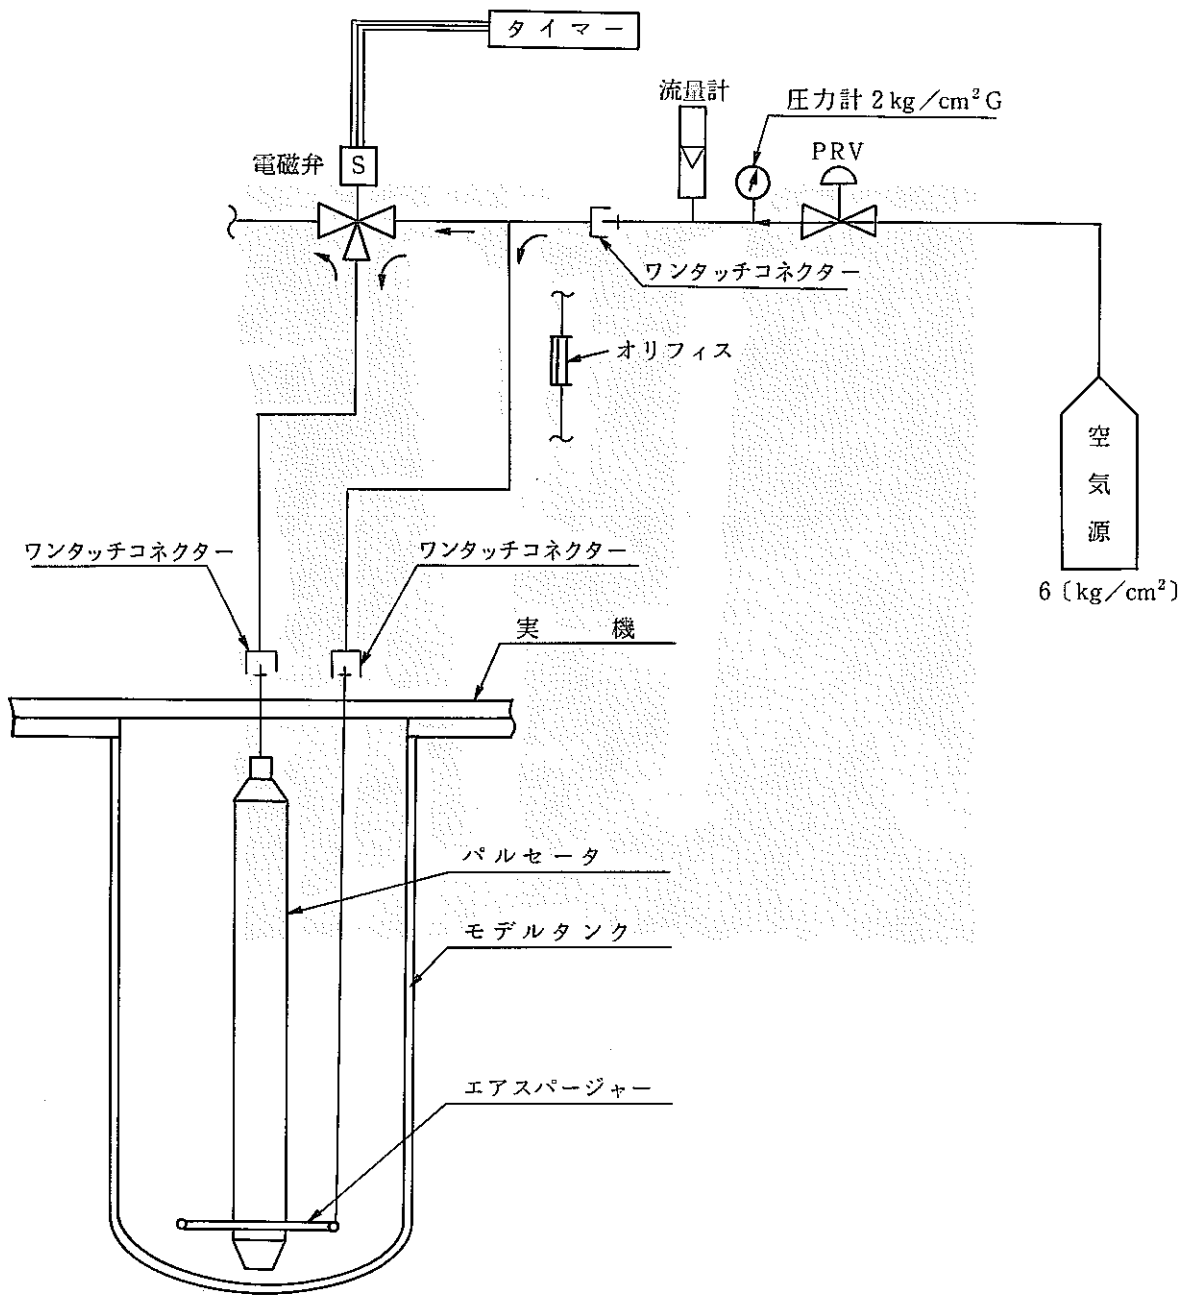 タイマー
流量計
圧力計 2kg/cm²G
電磁弁
S
PRV
ワンタッチコネクター
オリフィス
空気源
6〔kg/cm²〕
ワンタッチコネクター
ワンタッチコネクター
実機
パルセータ
モデルタンク
エアスパージャー